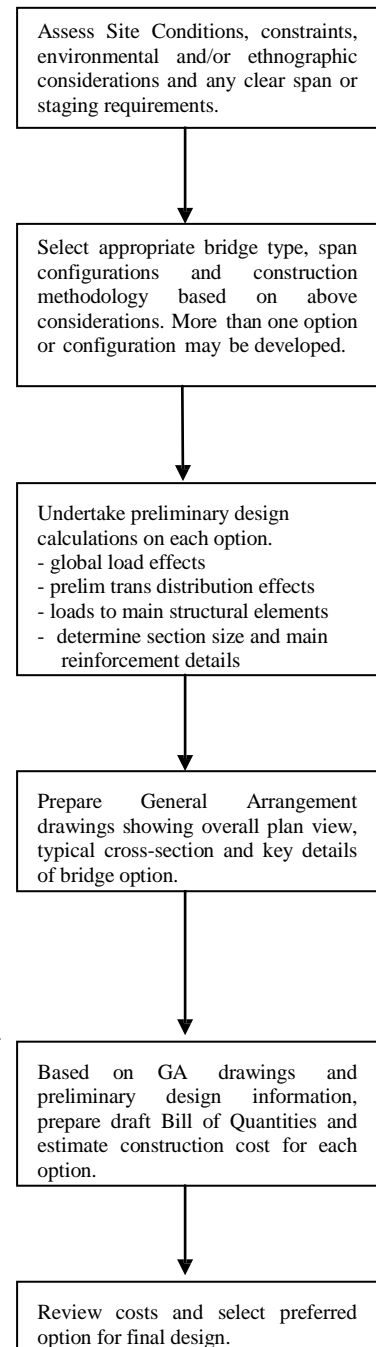 Assess Site Conditions, constraints,
environmental and/or ethnographic
considerations and any clear span or
staging requirements.
Select appropriate bridge type, span
configurations and construction
methodology based on above
considerations. More than one option
or configuration may be developed.
Undertake preliminary design
calculations on each option.
- global load effects
- prelim trans distribution effects
- loads to main structural elements
- determine section size and main
reinforcement details
Prepare General Arrangement
drawings showing overall plan view,
typical cross-section and key details
of bridge option.
Based on GA drawings and
preliminary design information,
prepare draft Bill of Quantities and
estimate construction cost for each
option.
Review costs and select preferred
option for final design.